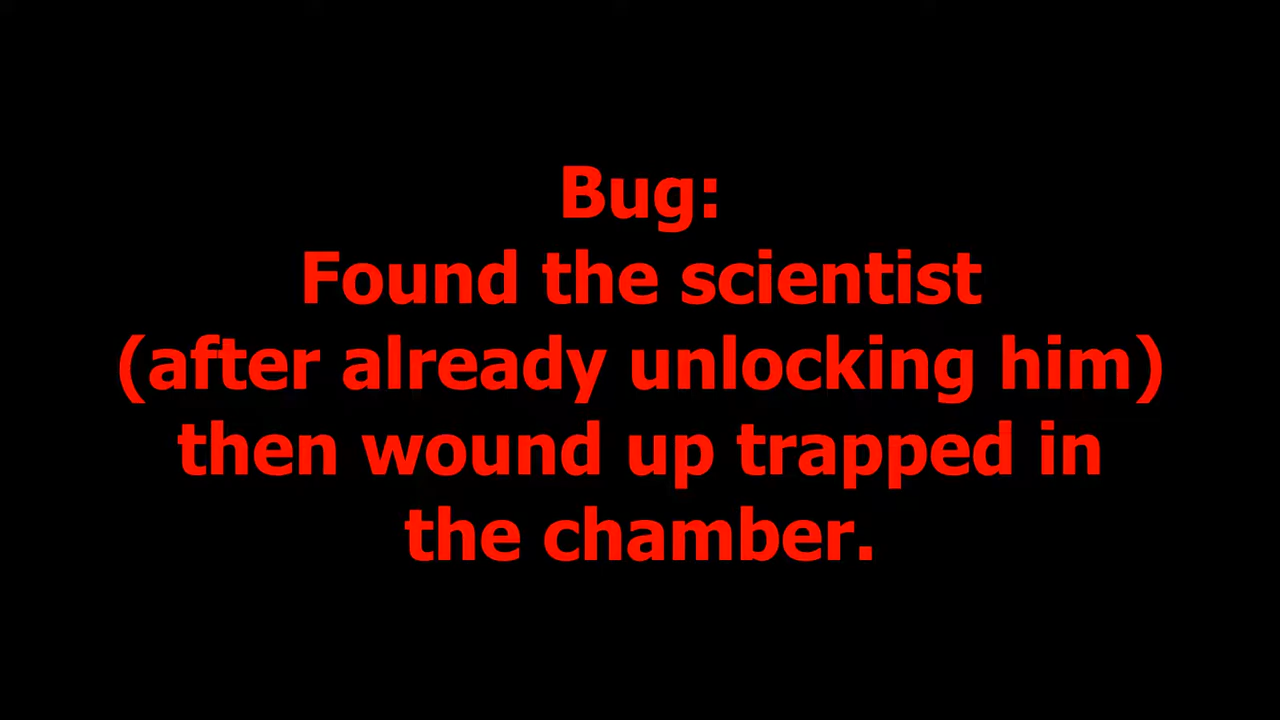 Bug:
Found the scientist
(after already unlocking him)
then wound up trapped in
the chamber.